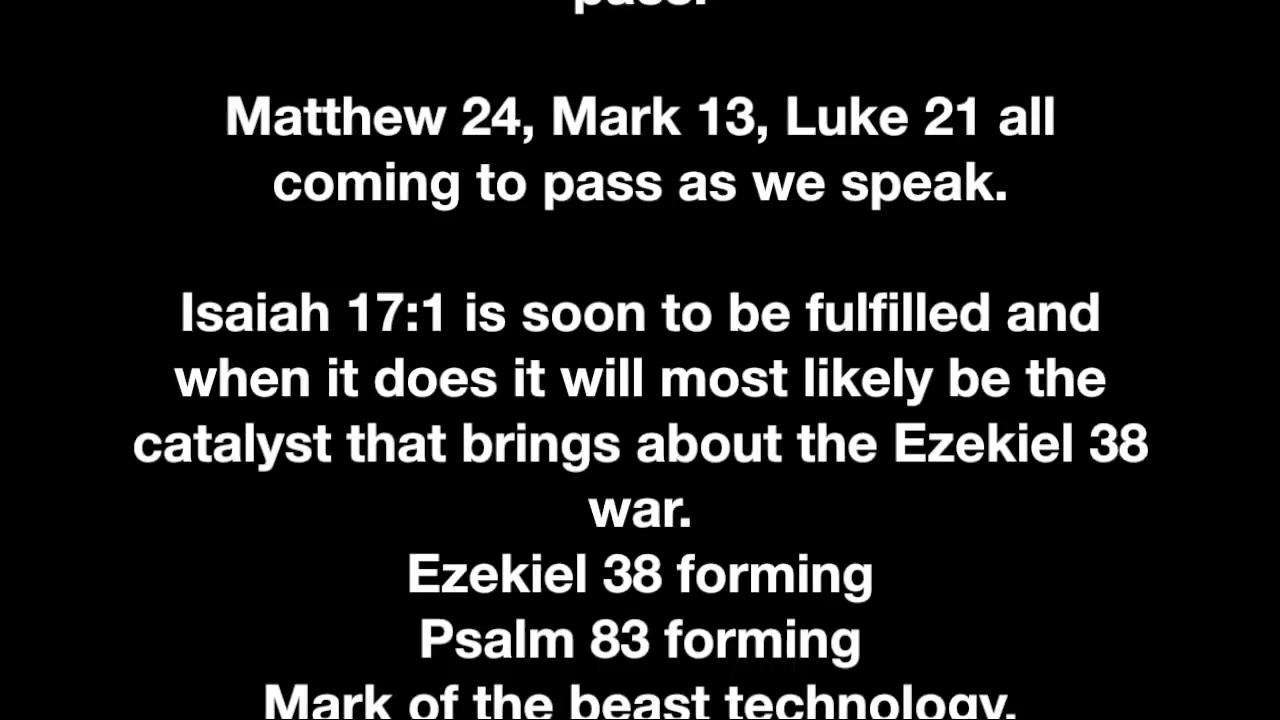 pass.
Matthew 24, Mark 13, Luke 21 all
coming to pass as we speak.
Isaiah 17:1 is soon to be fulfilled and
when it does it will most likely be the
catalyst that brings about the Ezekiel 38
war.
Ezekiel 38 forming
Psalm 83 forming
Mark of the beast technology.